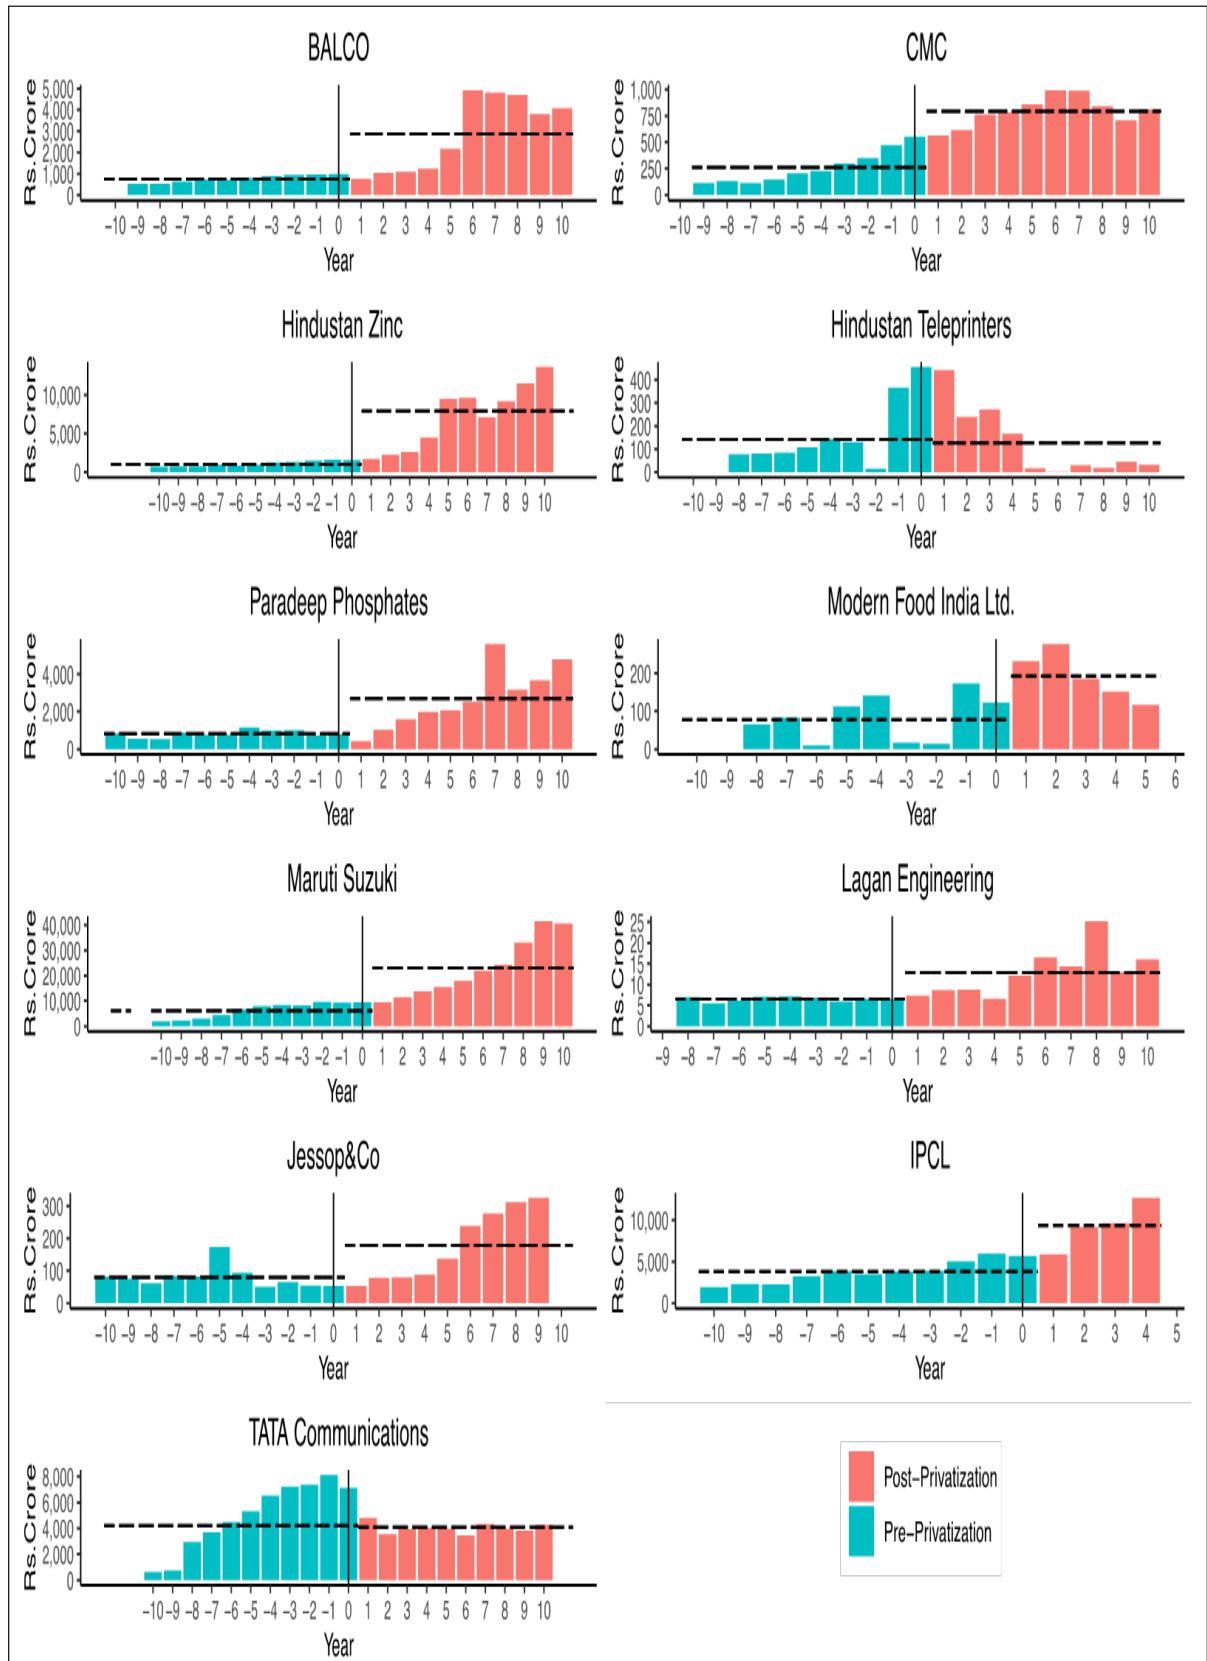 BALCO
Rs.Crore
5,000
4,000
3,000
2,000
1,000
0
−10 −9 −8 −7 −6 −5 −4 −3 −2 −1 0 1 2 3 4 5 6 7 8 9 10
Year
CMC
Rs.Crore
1,000
750
500
250
0
−10 −9 −8 −7 −6 −5 −4 −3 −2 −1 0 1 2 3 4 5 6 7 8 9 10
Year
Hindustan Zinc
Rs.Crore
10,000
5,000
0
−10 −9 −8 −7 −6 −5 −4 −3 −2 −1 0 1 2 3 4 5 6 7 8 9 10
Year
Hindustan Teleprinters
Rs.Crore
400
300
200
100
0
−10 −9 −8 −7 −6 −5 −4 −3 −2 −1 0 1 2 3 4 5 6 7 8 9 10
Year
Paradeep Phosphates
Rs.Crore
4,000
2,000
0
−10 −9 −8 −7 −6 −5 −4 −3 −2 −1 0 1 2 3 4 5 6 7 8 9 10
Year
Modern Food India Ltd.
Rs.Crore
200
100
0
−10 −9 −8 −7 −6 −5 −4 −3 −2 −1 0 1 2 3 4 5 6
Year
Maruti Suzuki
Rs.Crore
40,000
30,000
20,000
10,000
0
−10 −9 −8 −7 −6 −5 −4 −3 −2 −1 0 1 2 3 4 5 6 7 8 9 10
Year
Lagan Engineering
Rs.Crore
25
20
15
10
5
0
−9 −8 −7 −6 −5 −4 −3 −2 −1 0 1 2 3 4 5 6 7 8 9 10
Year
Jessop&Co
Rs.Crore
300
200
100
0
−10 −9 −8 −7 −6 −5 −4 −3 −2 −1 0 1 2 3 4 5 6 7 8 9 10
Year
IPCL
Rs.Crore
10,000
5,000
0
−10 −9 −8 −7 −6 −5 −4 −3 −2 −1 0 1 2 3 4 5
Year
TATA Communications
Rs.Crore
8,000
6,000
4,000
2,000
0
−10 −9 −8 −7 −6 −5 −4 −3 −2 −1 0 1 2 3 4 5 6 7 8 9 10
Year
Post−Privatization
Pre−Privatization